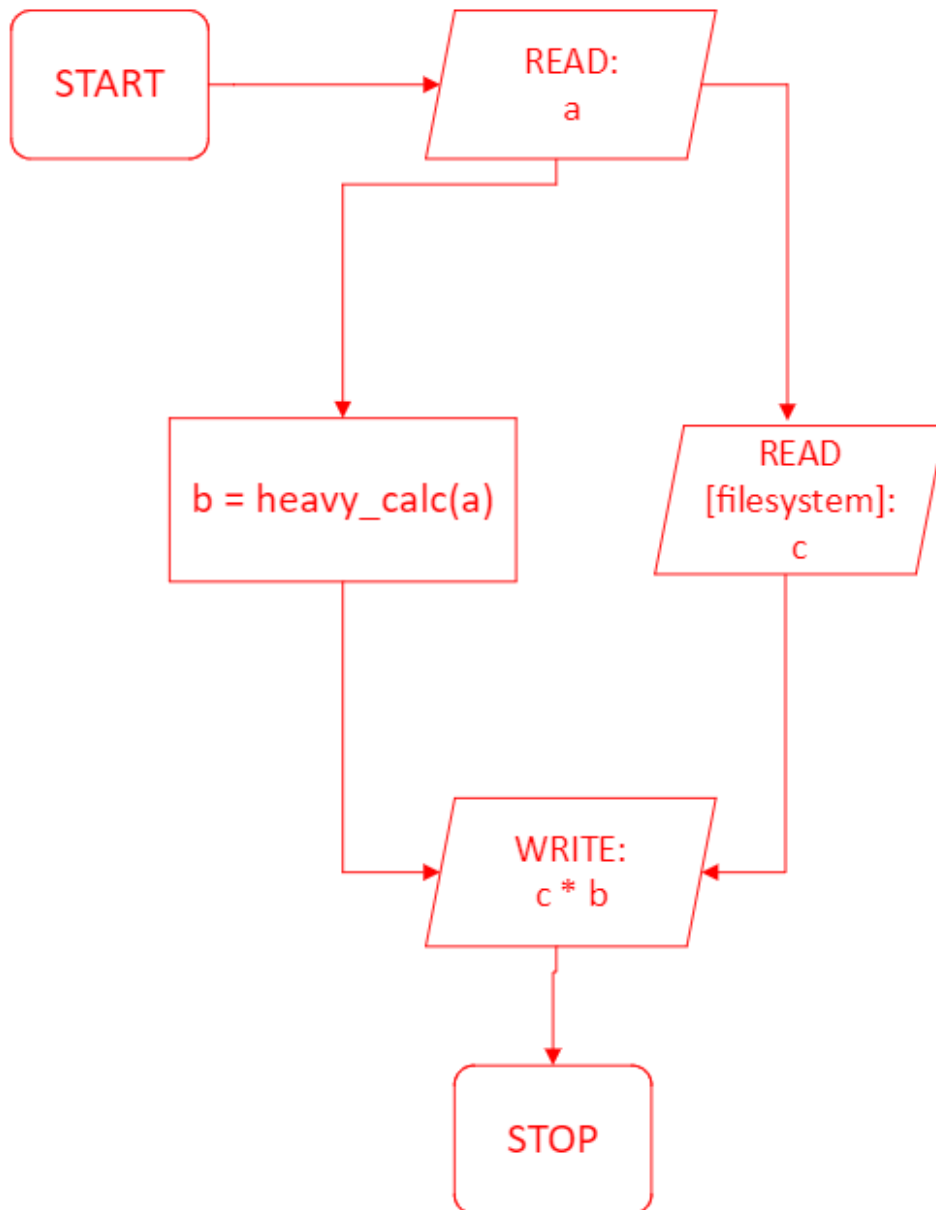 START
READ:
a
b = heavy_calc(a)
READ
[filesystem]:
c
WRITE:
c * b
STOP